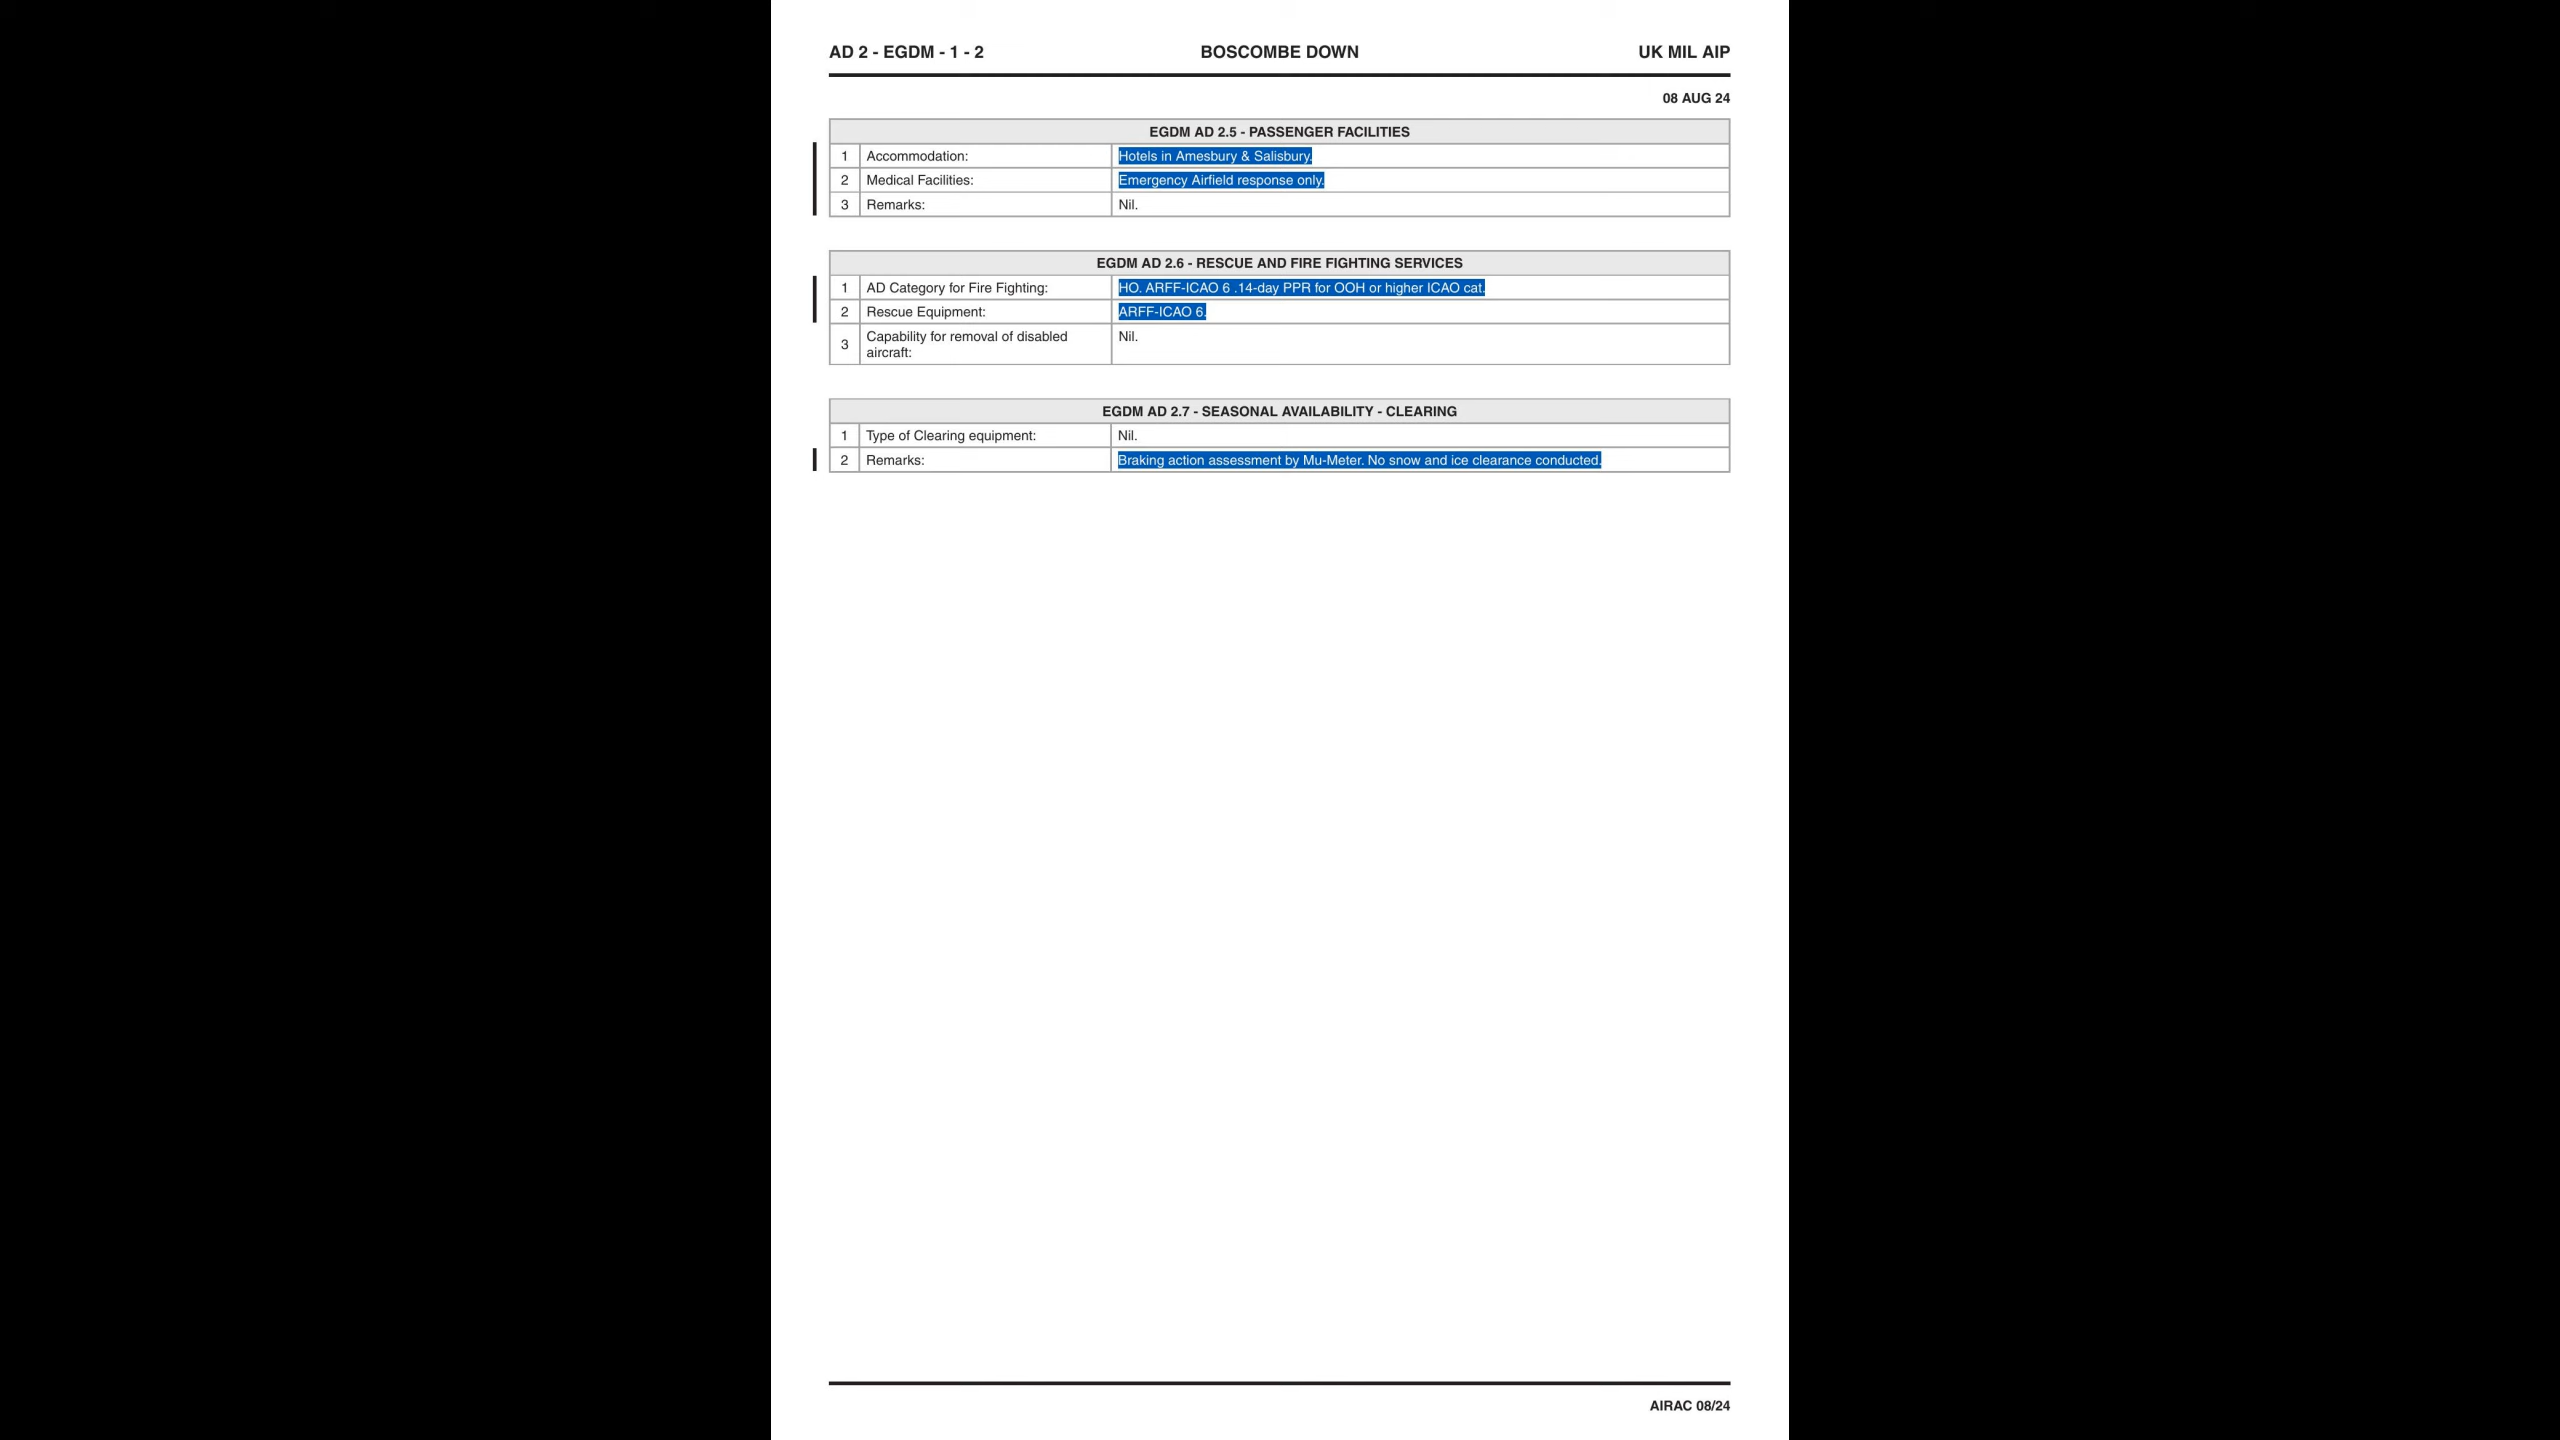 AD 2 - EGDM - 1 - 2 BOSCOMBE DOWN UK MIL AIP
08 AUG 24
EGDM AD 2.5 - PASSENGER FACILITIES
1 Accommodation: Hotels in Amesbury & Salisbury.
2 Medical Facilities: Emergency Airfield response only.
3 Remarks: Nil.
EGDM AD 2.6 - RESCUE AND FIRE FIGHTING SERVICES
1 AD Category for Fire Fighting: HO. ARFF-ICAO 6 .14-day PPR for OOH or higher ICAO cat.
2 Rescue Equipment: ARFF-ICAO 6.
3 Capability for removal of disabled Nil.
aircraft:
EGDM AD 2.7 - SEASONAL AVAILABILITY - CLEARING
1 Type of Clearing equipment: Nil.
2 Remarks: Braking action assessment by Mu-Meter. No snow and ice clearance conducted.
AIRAC 08/24